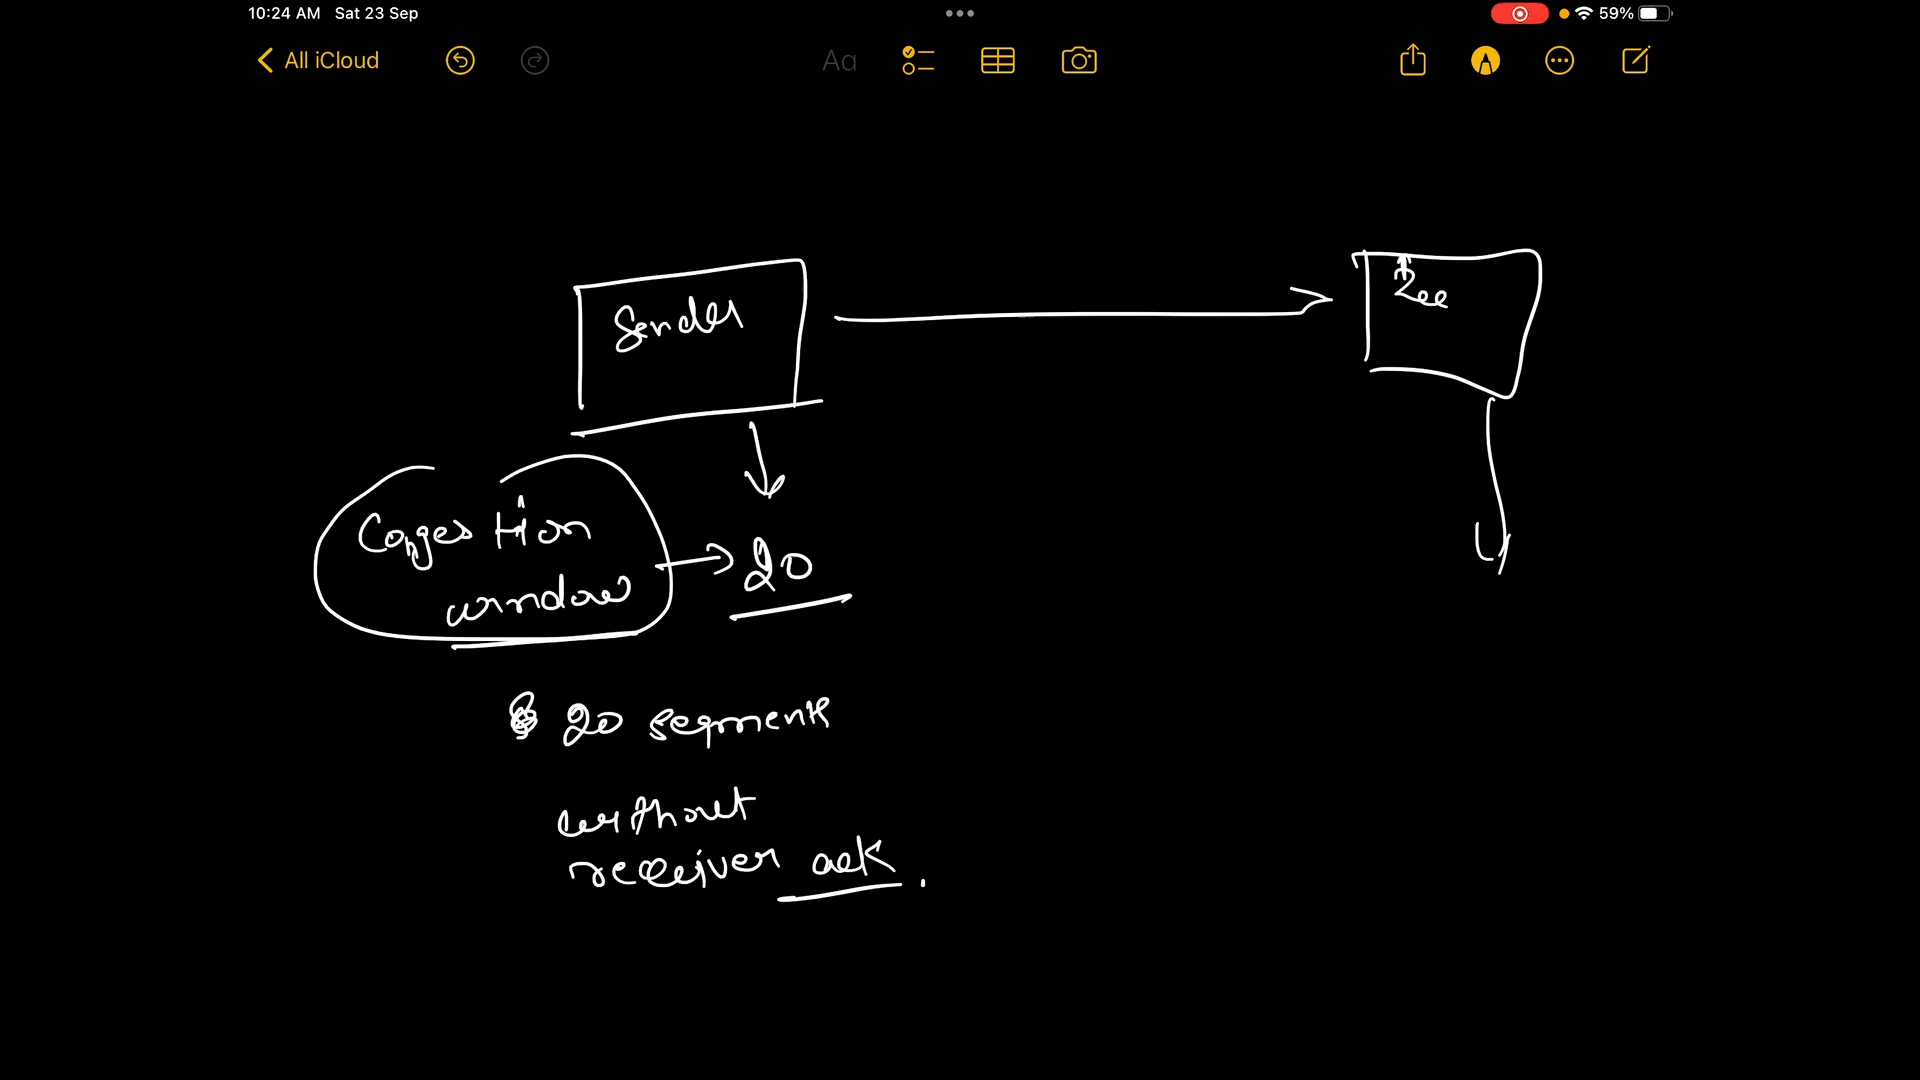 10:24 AM Sat 23 Sep
59%
All iCloud
Aa
Sender
Rec
Congestion
window
20
20 segments
without
receiver ack.